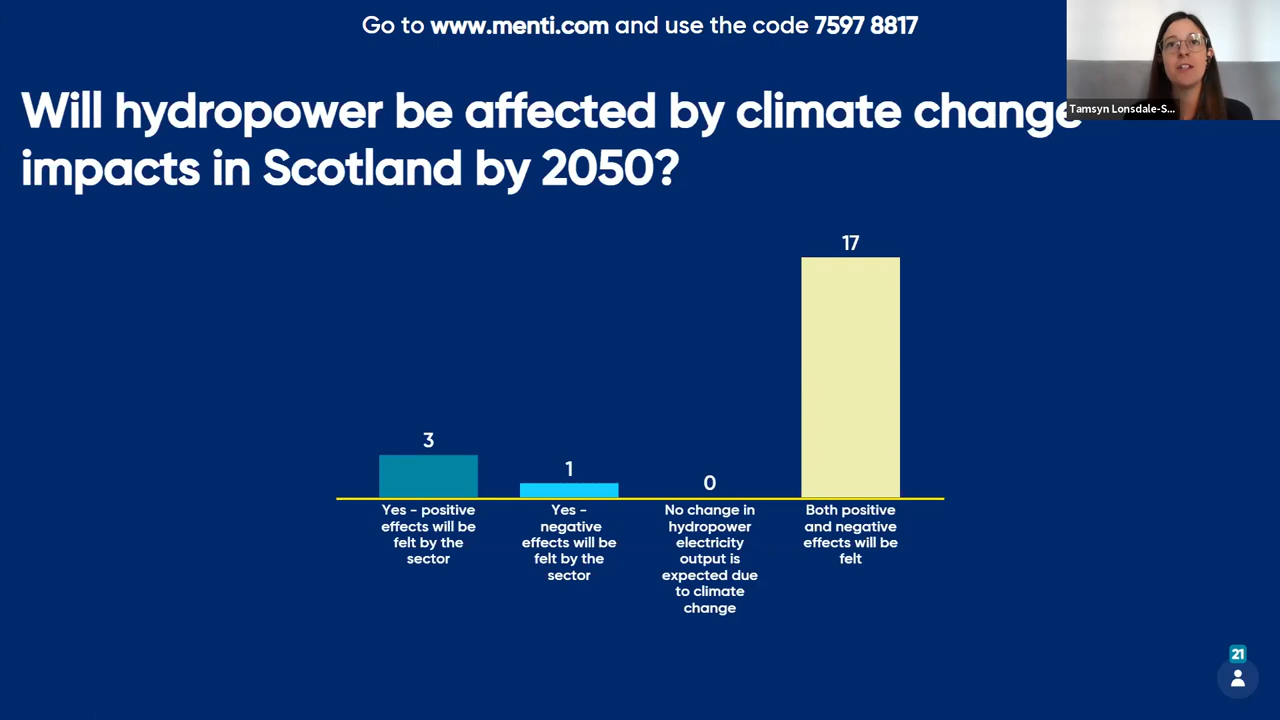 Go to www.menti.com and use the code 7597 8817
Tamsyn Lonsdale-S...
Will hydropower be affected by climate change
impacts in Scotland by 2050?
17
3
1
0
Yes - positive
effects will be
felt by the
sector
Yes -
negative
effects will be
felt by the
sector
No change in
hydropower
electricity
output is
expected due
to climate
change
Both positive
and negative
effects will be
felt
21